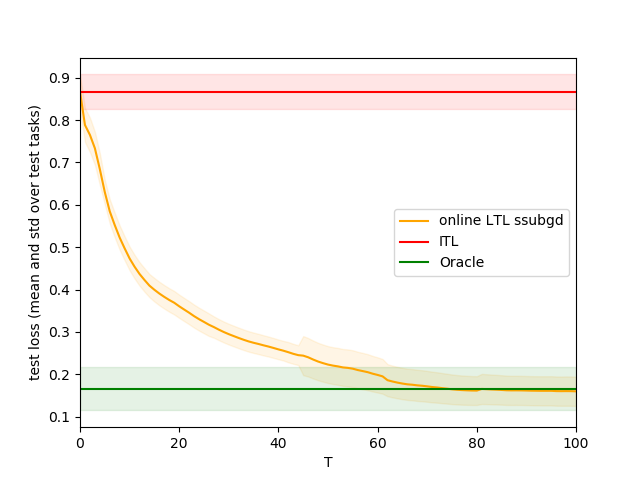 0.9
0.8
0.7
0.6
0.5
0.4
0.3
0.2
0.1
test loss (mean and std over test tasks)
online LTL ssubgd
ITL
Oracle
0 20 40 60 80 100
T